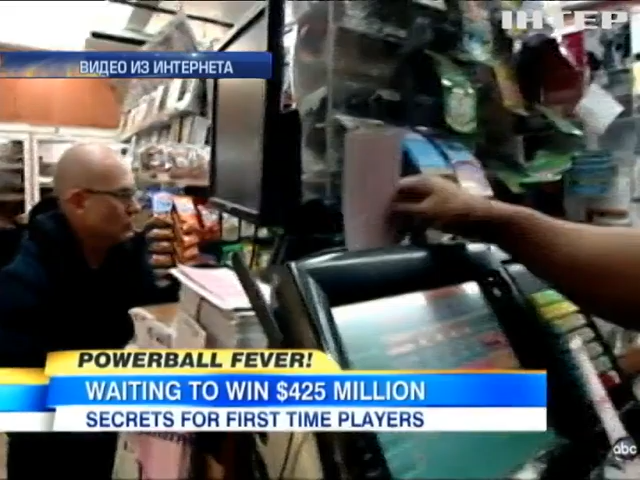 ІНТЕР
ВИДЕО ИЗ ИНТЕРНЕТА
POWERBALL FEVER!
WAITING TO WIN $425 MILLION
SECRETS FOR FIRST TIME PLAYERS
abc